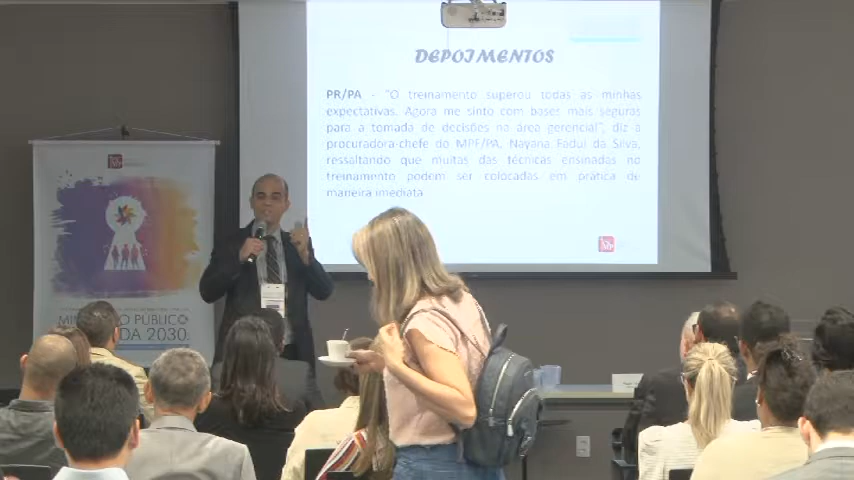 DEPOIMENTOS
PR/PA - "O treinamento superou todas as minhas
expectativas. Agora me sinto com bases mais seguras
para a tomada de decisões na área gerencial", diz a
procuradora-chefe do MPF/PA, Nayana Fadul da Silva,
ressaltando que muitas das técnicas ensinadas no
treinamento podem ser colocadas em prática de
maneira imediata.
PÚBLICO
DA 2030